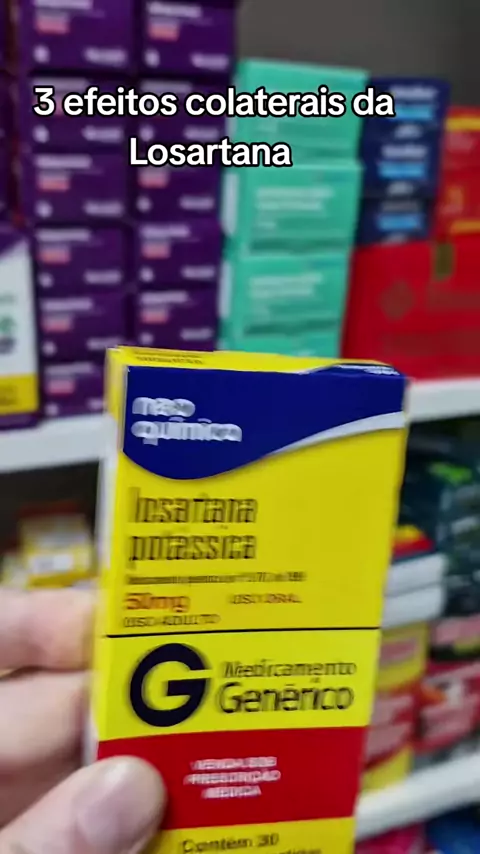 3 efeitos colaterais da
Losartana
neo
química
losartana
potássica
50mg USO ORAL
USO ADULTO
G Medicamento
Genérico
VENDA SOB
PRESCRIÇÃO
MÉDICA
Contém 30